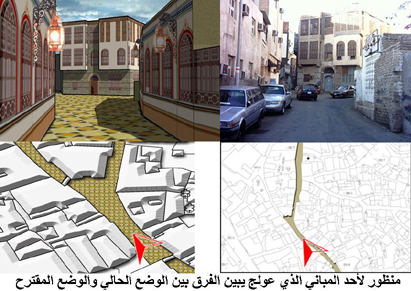 منظور لأحد المباني الذي عولج يبين الفرق بين الوضع الحالي والوضع المقترح